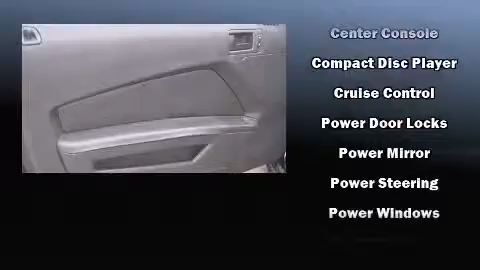 Center Console
Compact Disc Player
Cruise Control
Power Door Locks
Power Mirror
Power Steering
Power Windows